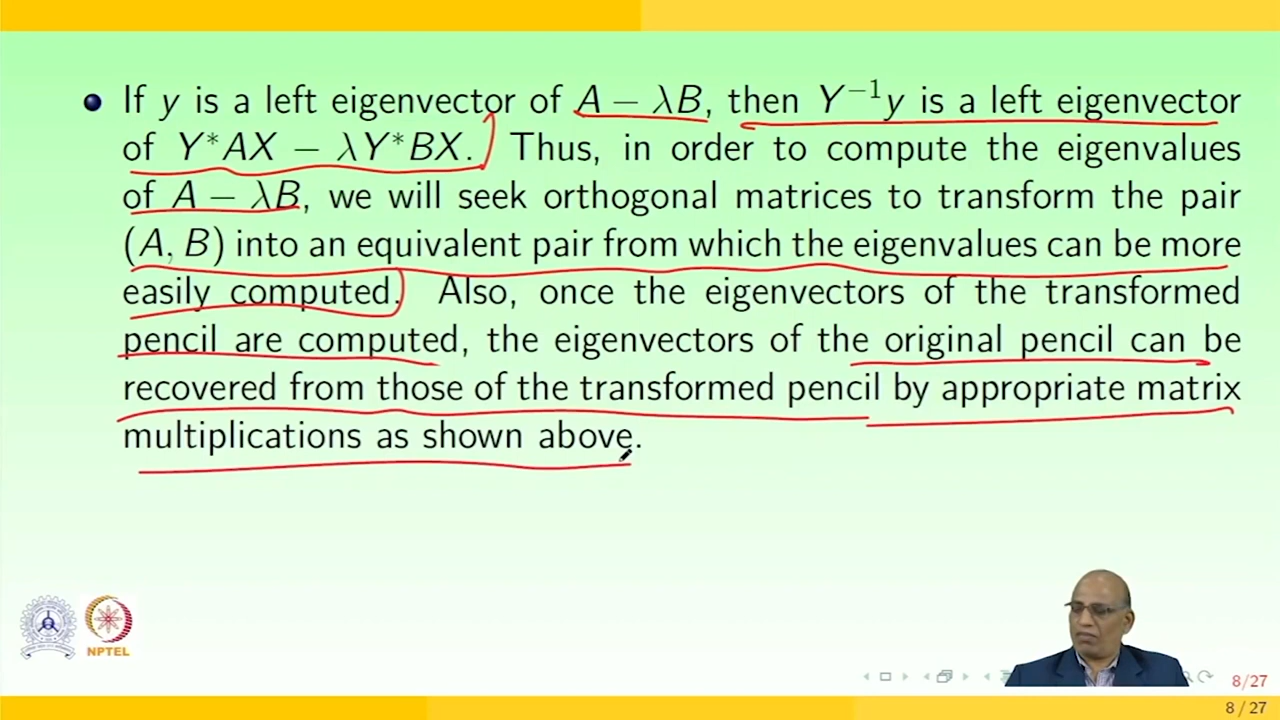 If y is a left eigenvector of A − λB, then Y⁻¹y is a left eigenvector
of Y*AX − λY*BX. Thus, in order to compute the eigenvalues
of A − λB, we will seek orthogonal matrices to transform the pair
(A, B) into an equivalent pair from which the eigenvalues can be more
easily computed. Also, once the eigenvectors of the transformed
pencil are computed, the eigenvectors of the original pencil can be
recovered from those of the transformed pencil by appropriate matrix
multiplications as shown above.
NPTEL
8/27
8 / 27